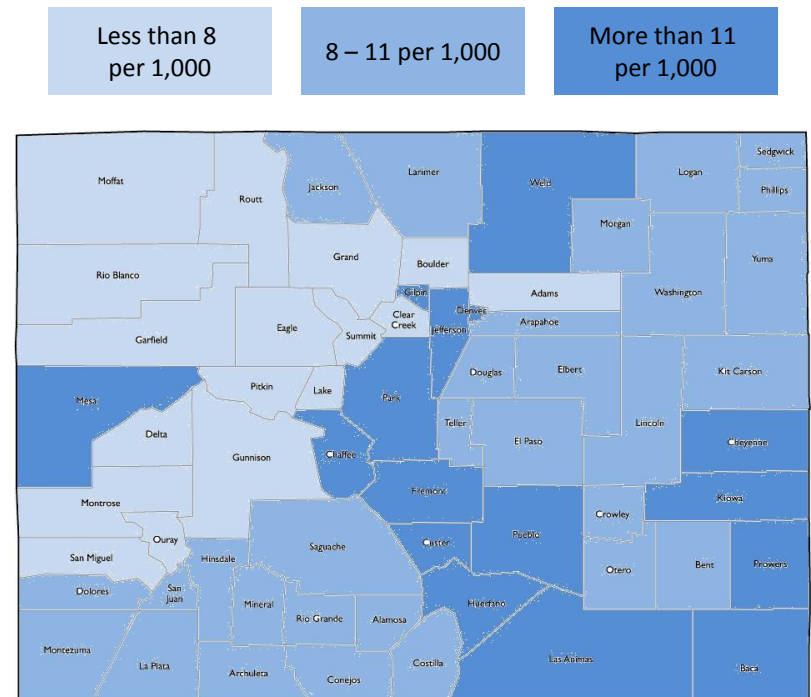 Less than 8
per 1,000
8 – 11 per 1,000
More than 11
per 1,000
Moffat
Routt
Jackson
Larimer
Weld
Logan
Sedgwick
Phillips
Morgan
Rio Blanco
Grand
Boulder
Yuma
Gilpin
Adams
Washington
Clear
Creek
Denver
Jefferson
Arapahoe
Garfield
Eagle
Summit
Douglas
Elbert
Kit Carson
Pitkin
Lake
Mesa
Park
Teller
Lincoln
Delta
El Paso
Cheyenne
Gunnison
Chaffee
Fremont
Kiowa
Montrose
Crowley
Ouray
Pueblo
San Miguel
Hinsdale
Saguache
Custer
Otero
Bent
Prowers
Dolores
San
Juan
Mineral
Rio Grande
Alamosa
Huerfano
Montezuma
La Plata
Archuleta
Conejos
Costilla
Las Animas
Baca